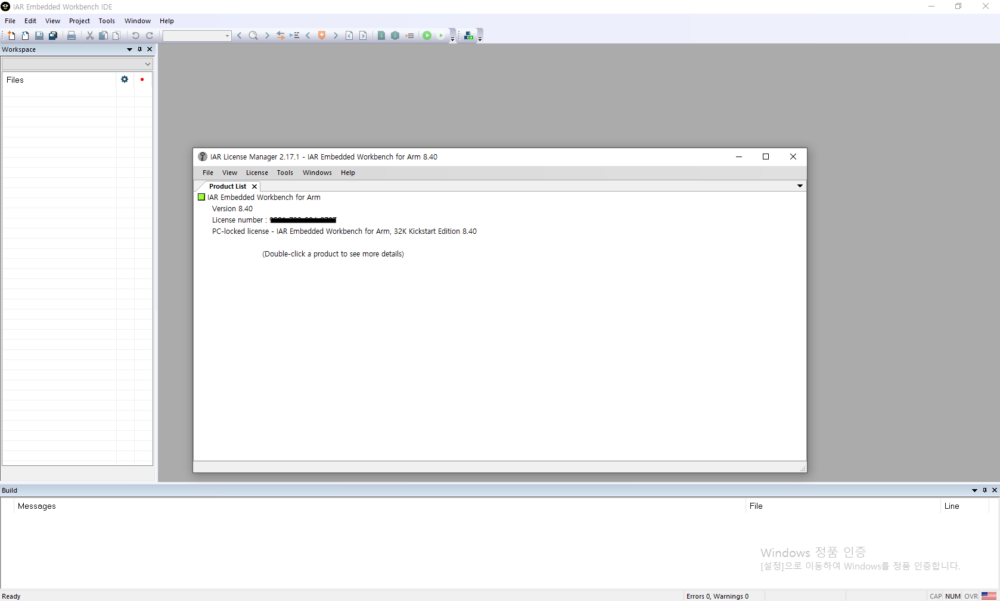 IAR Embedded Workbench IDE
File Edit View Project Tools Window Help
Workspace
Files
IAR License Manager 2.17.1 - IAR Embedded Workbench for Arm 8.40
File View License Tools Windows Help
Product List
IAR Embedded Workbench for Arm
Version 8.40
License number :
PC-locked license - IAR Embedded Workbench for Arm, 32K Kickstart Edition 8.40
(Double-click a product to see more details)
Build
Messages File Line
Windows 정품 인증
[설정]으로 이동하여 Windows를 정품 인증합니다.
Ready Errors 0, Warnings 0 CAP NUM OVR